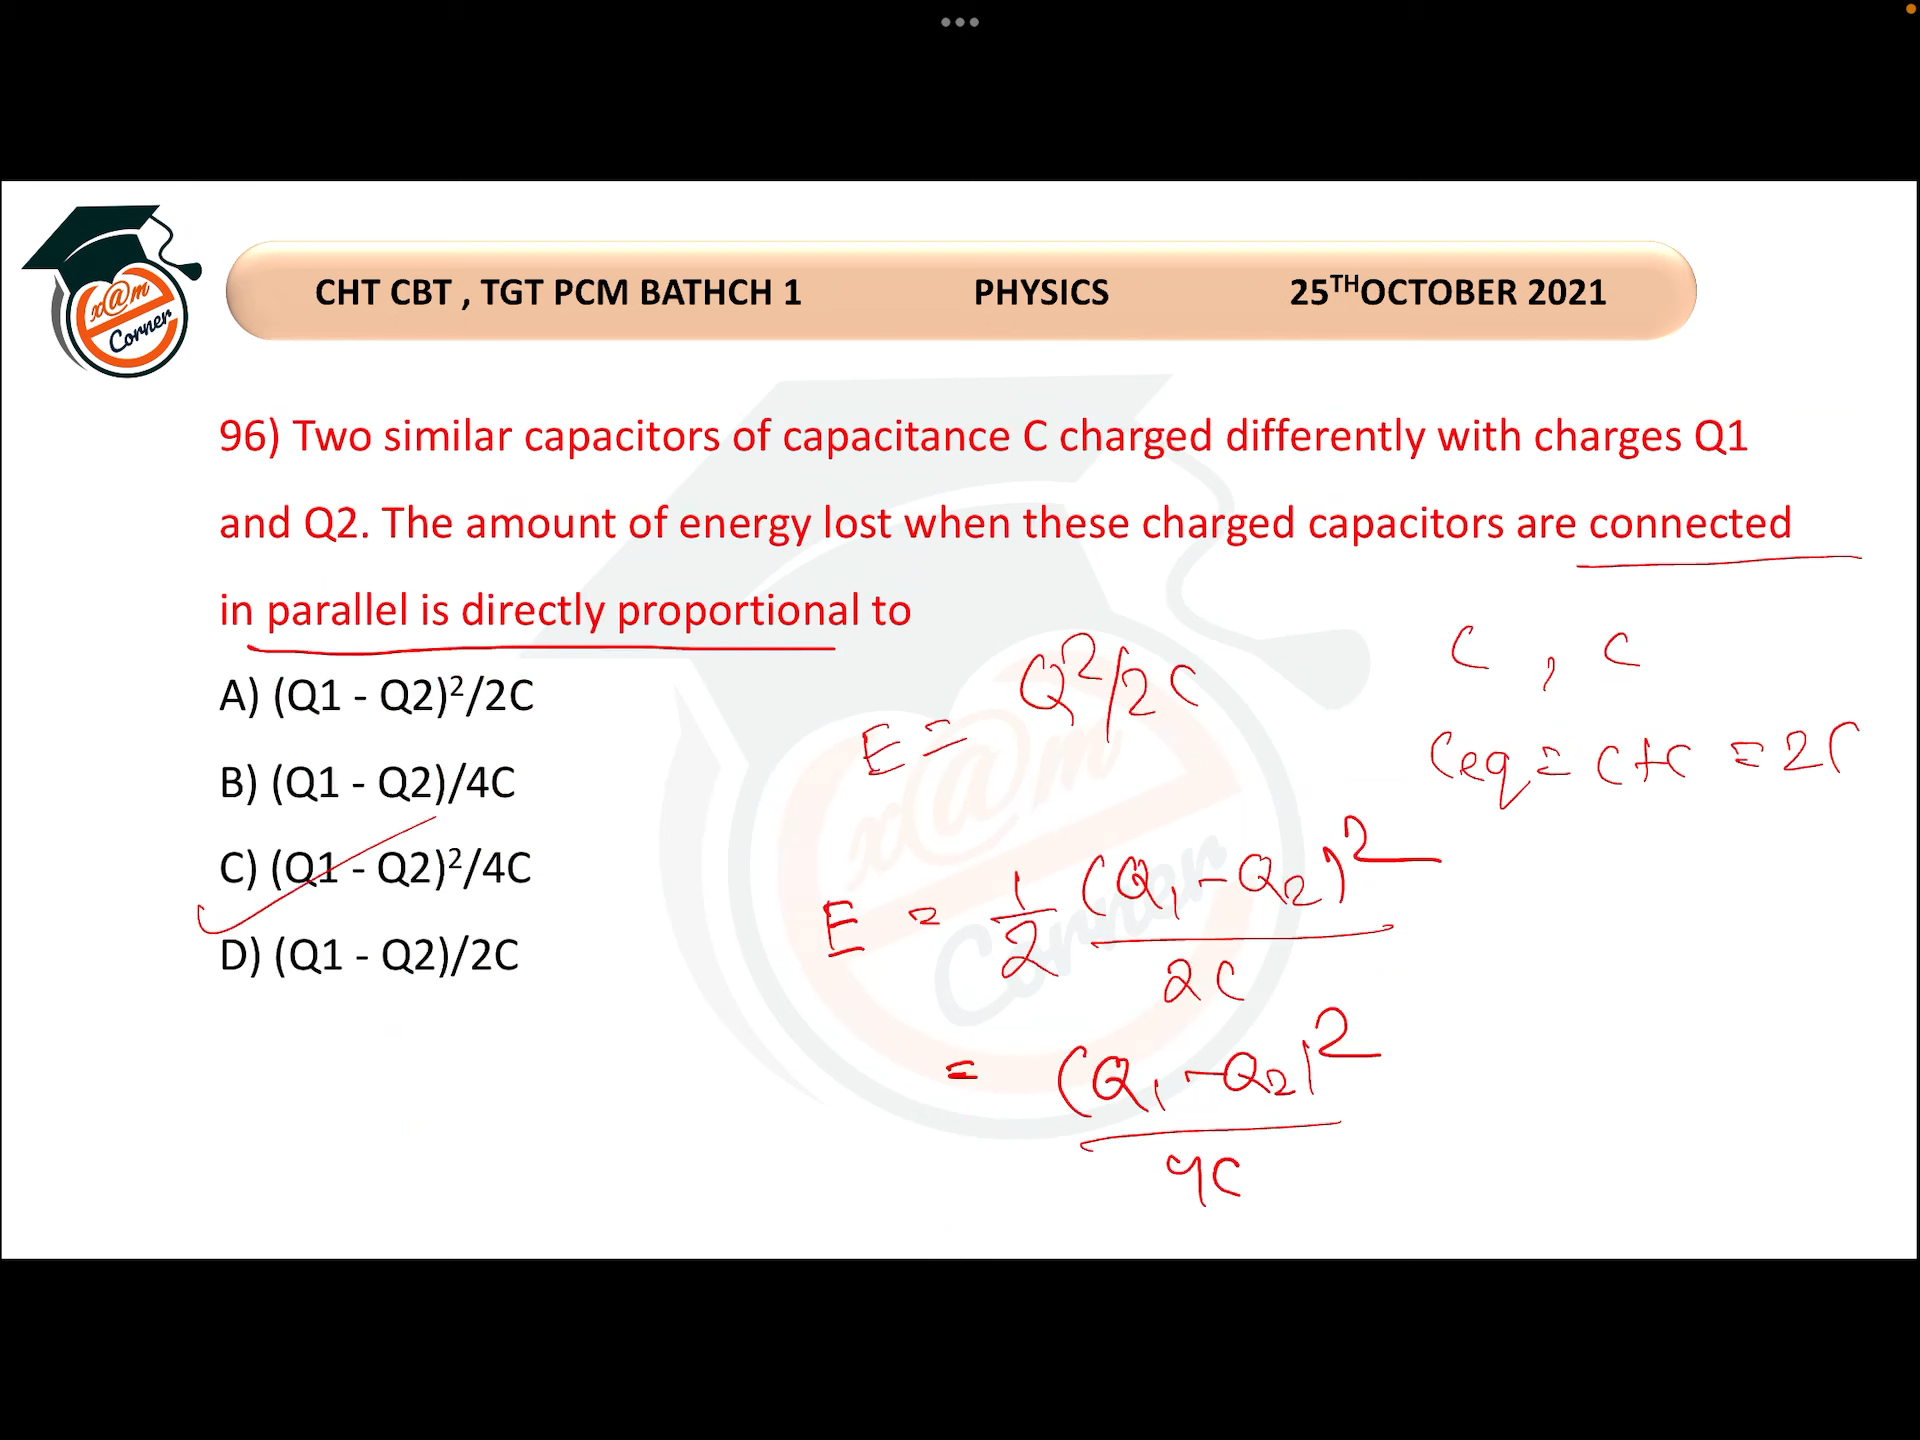 x@m
Corner
CHT CBT , TGT PCM BATHCH 1 PHYSICS 25THOCTOBER 2021
96) Two similar capacitors of capacitance C charged differently with charges Q1
and Q2. The amount of energy lost when these charged capacitors are connected
in parallel is directly proportional to
A) (Q1 - Q2)²/2C
B) (Q1 - Q2)/4C
C) (Q1 - Q2)²/4C
D) (Q1 - Q2)/2C
E = Q²/2C
C , C
Ceq = C+C = 2C
E = 1/2 (Q₁-Q₂)²/2C
= (Q₁-Q₂)²/4C
x@m
Corner